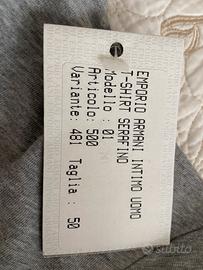 EMPORIO ARMANI INTIMO UOMO
T-SHIRT SERAFINO
Modello : 01
Articolo: 500
Variante: 481 Taglia : 50
subito